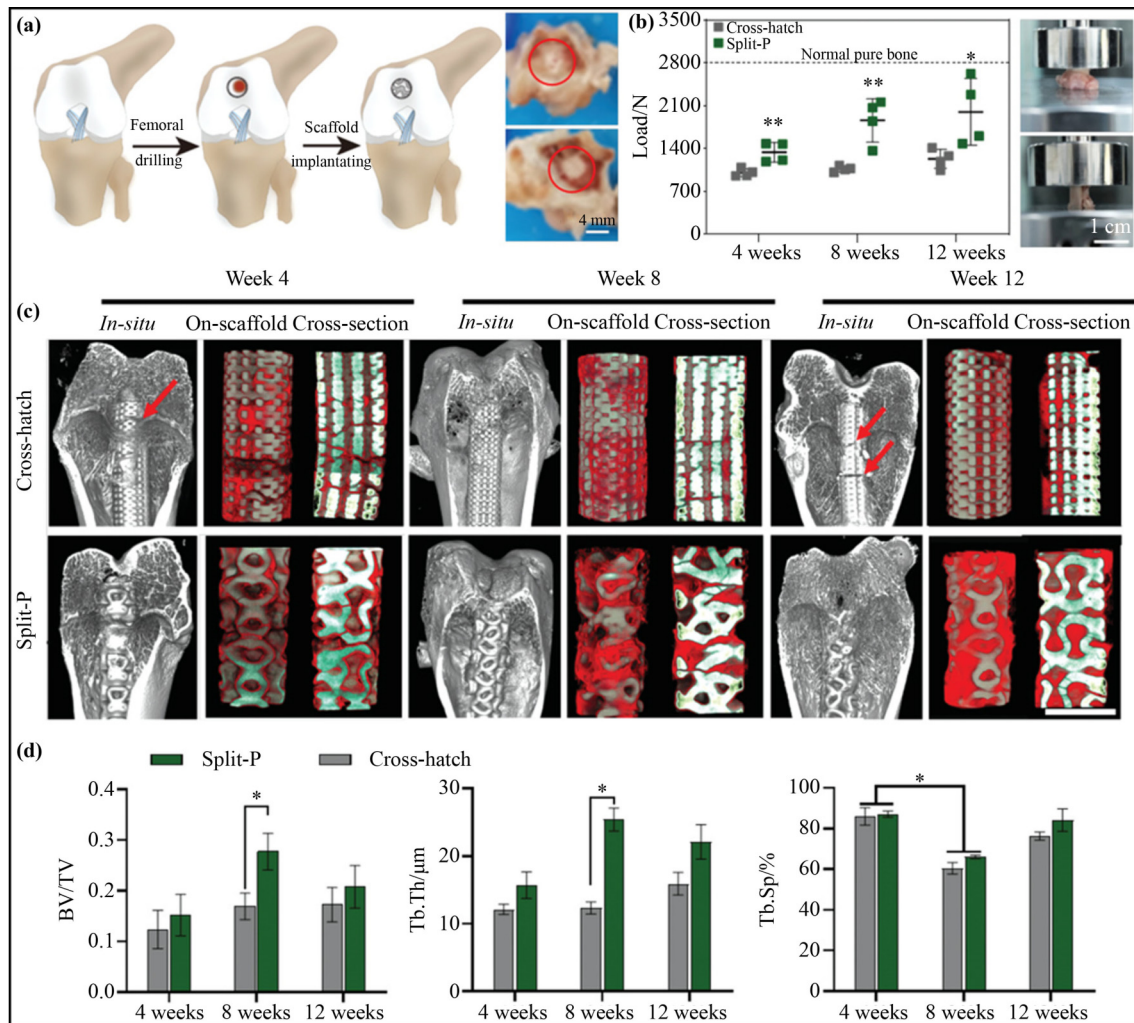 (a)
Femoral
drilling
Scaffold
implantating
4 mm
(b)
3500
2800
2100
1400
700
0
Load/N
Cross-hatch
Split-P
Normal pure bone
**
**
*
4 weeks
8 weeks
12 weeks
1 cm
(c)
Week 4
Week 8
Week 12
In-situ
On-scaffold Cross-section
In-situ
On-scaffold Cross-section
In-situ
On-scaffold Cross-section
Cross-hatch
Split-P
(d)
Split-P
Cross-hatch
BV/TV
0.4
0.3
0.2
0.1
0.0
*
4 weeks
8 weeks
12 weeks
Tb.Th/μm
30
20
10
0
*
4 weeks
8 weeks
12 weeks
Tb.Sp/%
100
80
60
40
20
0
*
4 weeks
8 weeks
12 weeks